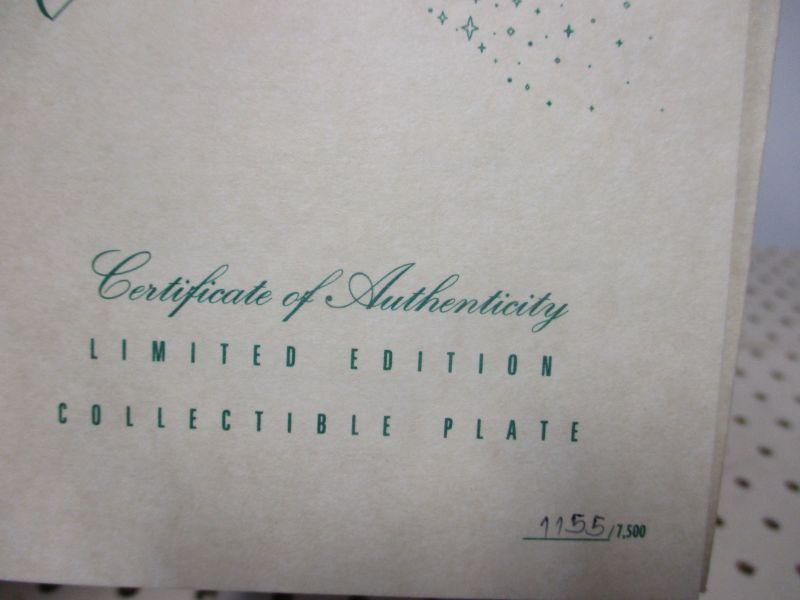 Certificate of Authenticity
LIMITED EDITION
COLLECTIBLE PLATE
1155/7,500